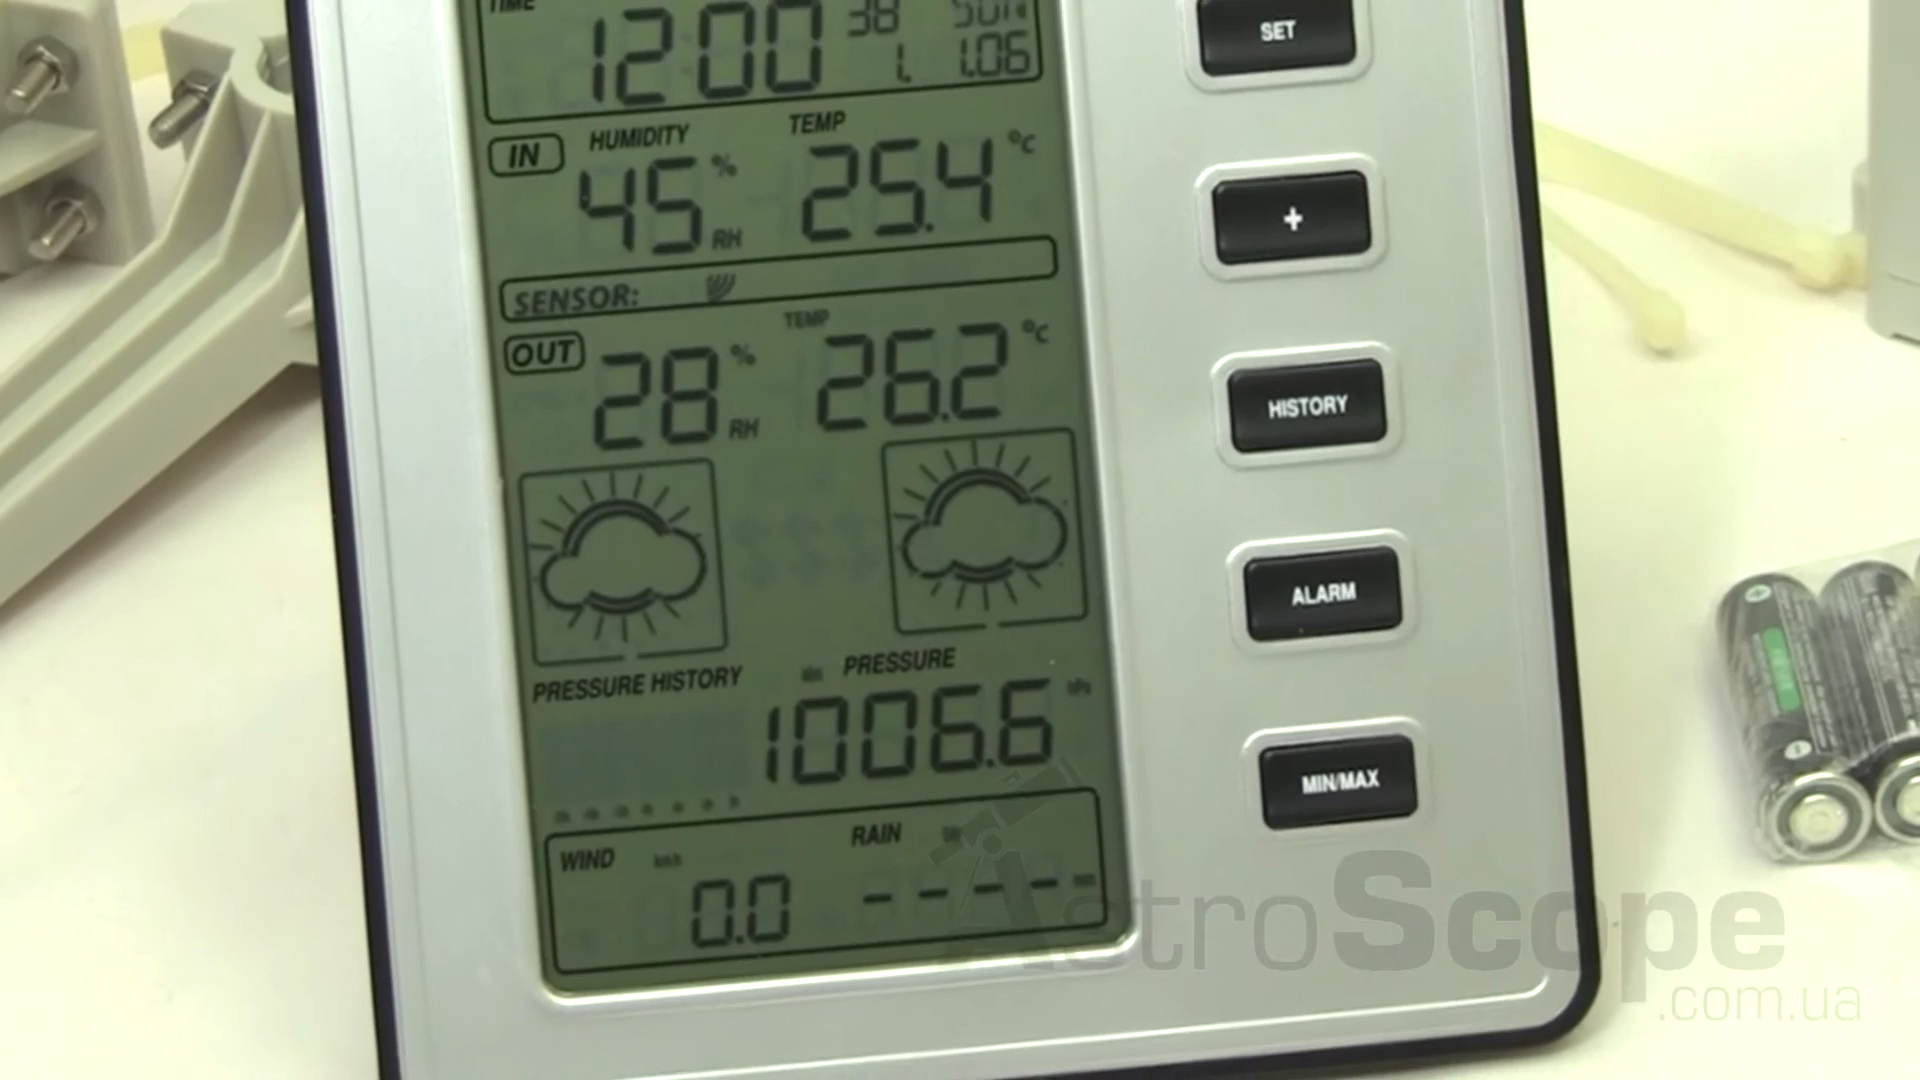 TIME
12:00 38 SUN
1. 1.06
IN HUMIDITY TEMP
45 % RH 25.4 °C
SENSOR:
TEMP
OUT 28 % RH 26.2 °C
PRESSURE HISTORY abs PRESSURE
1006.6 hPa
WIND km/h RAIN
0.0 - - - -
SET
+
HISTORY
ALARM
MIN/MAX
AstroScope
.com.ua